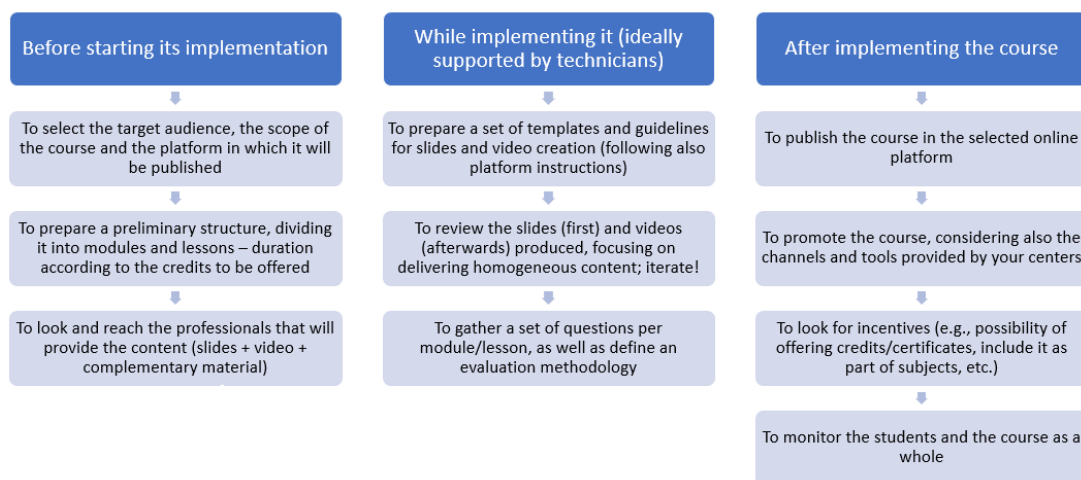 Before starting its implementation
To select the target audience, the scope of
the course and the platform in which it will
be published
To prepare a preliminary structure, dividing
it into modules and lessons – duration
according to the credits to be offered
To look and reach the professionals that will
provide the content (slides + video +
complementary material)
While implementing it (ideally
supported by technicians)
To prepare a set of templates and guidelines
for slides and video creation (following also
platform instructions)
To review the slides (first) and videos
(afterwards) produced, focusing on
delivering homogeneous content; iterate!
To gather a set of questions per
module/lesson, as well as define an
evaluation methodology
After implementing the course
To publish the course in the selected online
platform
To promote the course, considering also the
channels and tools provided by your centers
To look for incentives (e.g., possibility of
offering credits/certificates, include it as
part of subjects, etc.)
To monitor the students and the course as a
whole